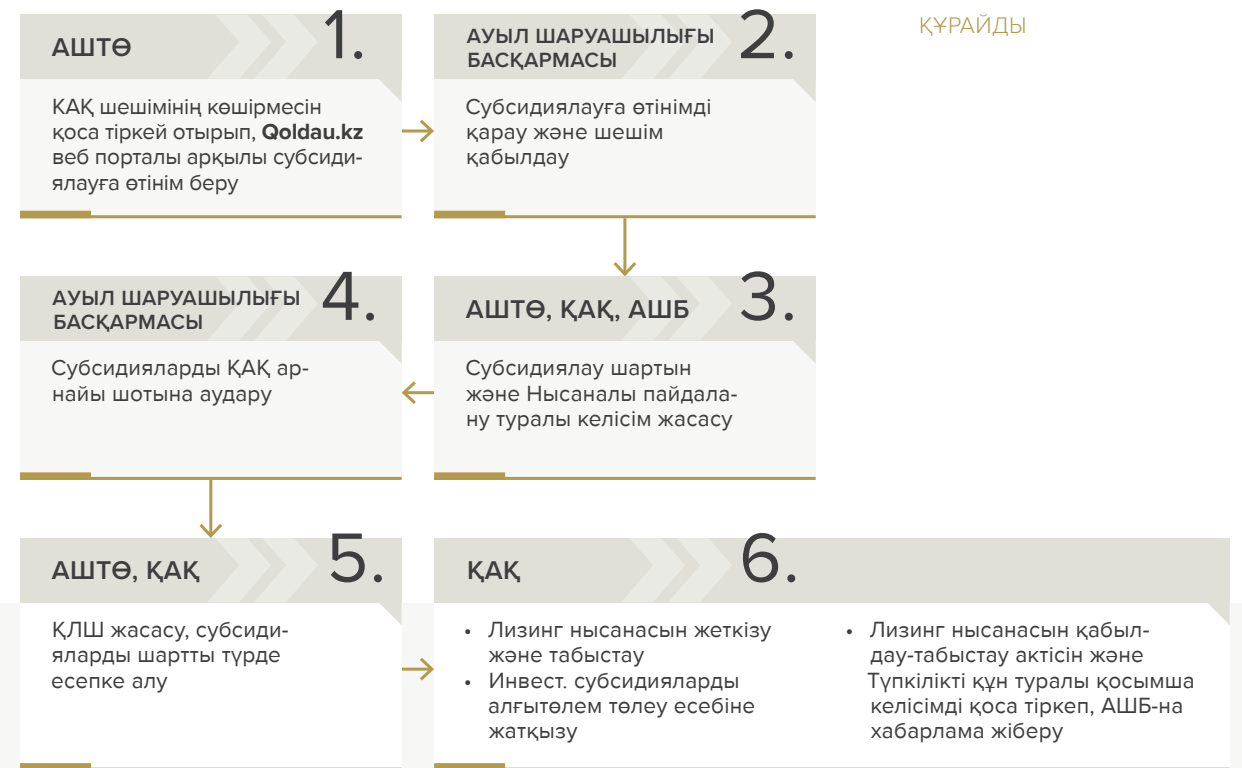 АШТӨ
1.
КАҚ шешімінің көшірмесін
қоса тіркей отырып, Qoldau.kz
веб порталы арқылы субсиди-
ялауға өтінім беру
АУЫЛ ШАРУАШЫЛЫҒЫ
БАСҚАРМАСЫ
2.
Субсидиялауға өтінімді
қарау және шешім
қабылдау
ҚҰРАЙДЫ
АШТӨ, ҚАҚ, АШБ
3.
Субсидиялау шартын
және Нысаналы пайдала-
ну туралы келісім жасасу
АУЫЛ ШАРУАШЫЛЫҒЫ
БАСҚАРМАСЫ
4.
Субсидияларды ҚАҚ ар-
найы шотына аудару
АШТӨ, ҚАҚ
5.
ҚЛШ жасасу, субсиди-
яларды шартты түрде
есепке алу
ҚАҚ
6.
• Лизинг нысанасын жеткізу
және табыстау
• Инвест. субсидияларды
алғытөлем төлеу есебіне
жатқызу
• Лизинг нысанасын қабыл-
дау-табыстау актісін және
Түпкілікті құн туралы қосымша
келісімді қоса тіркеп, АШБ-на
хабарлама жіберу